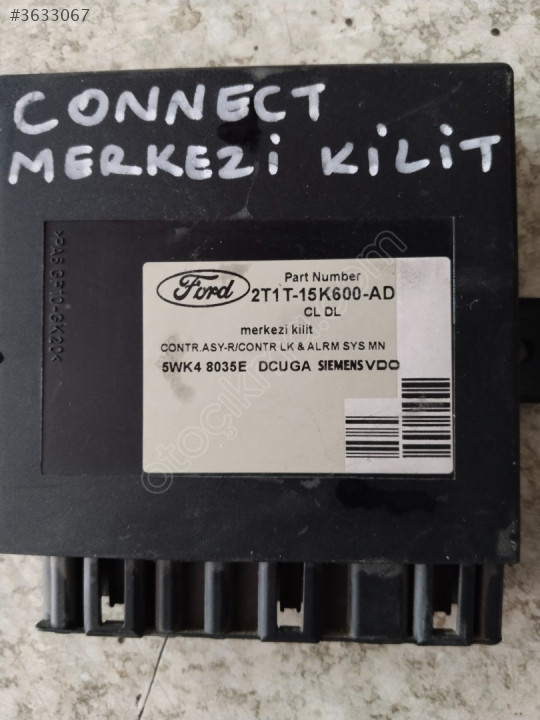 #3633067
CONNECT
MERKEZİ KİLİT
Ford
Part Number
2T1T-15K600-AD
CL DL
merkezi kilit
CONTR.ASY-R/CONTR LK & ALRM SYS MN
5WK4 8035E DCUGA SIEMENS VDO